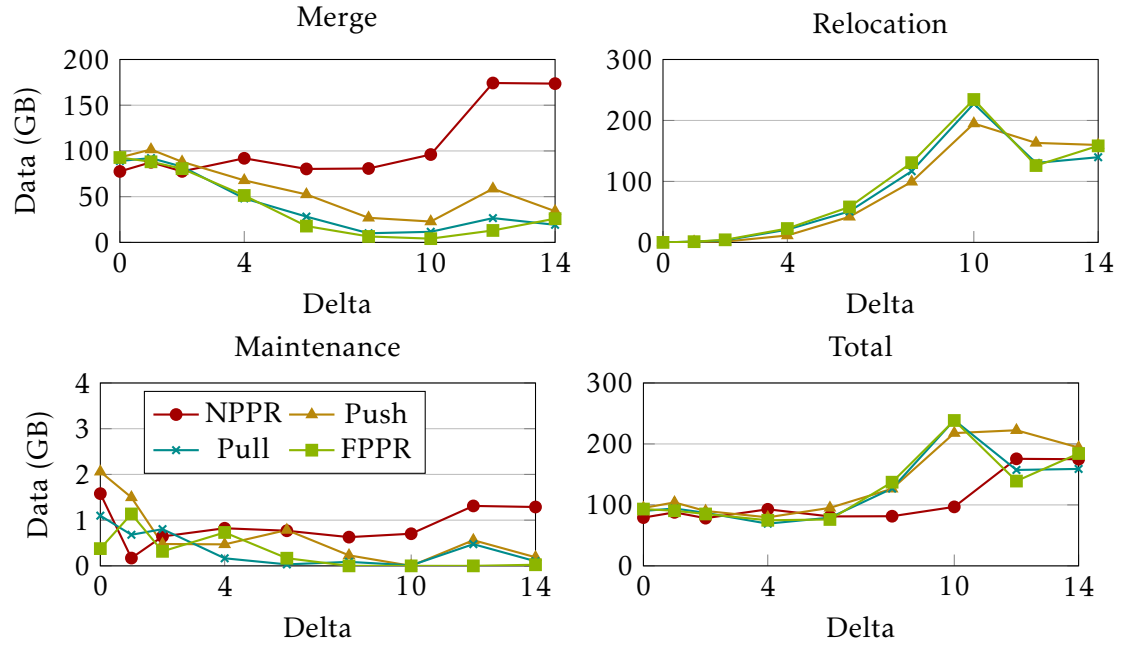 Merge
Relocation
200
150
100
50
0
Data (GB)
0 4 10 14
Delta
300
200
100
0
0 4 10 14
Delta
Maintenance
Total
4
3
2
1
0
Data (GB)
NPPR Push
Pull FPPR
0 4 10 14
Delta
300
200
100
0
0 4 10 14
Delta